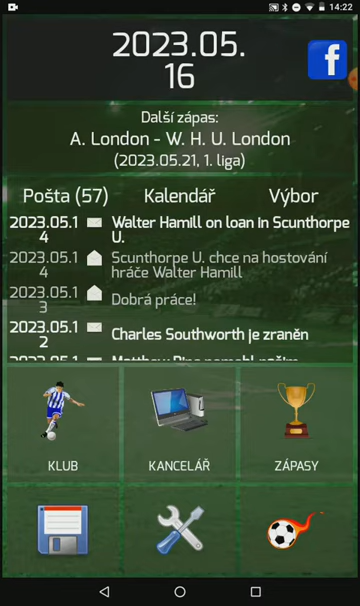 14:22
2023.05.
16
f
Další zápas:
A. London - W. H. U. London
(2023.05.21, 1. liga)
Pošta (57) Kalendář Výbor
2023.05.1
4
Walter Hamill on loan in Scunthorpe
U.
2023.05.1
4
Scunthorpe U. chce na hostování
hráče Walter Hamill
2023.05.1
3
Dobrá práce!
2023.05.1
2
Charles Southworth je zraněn
KLUB KANCELÁŘ ZÁPASY